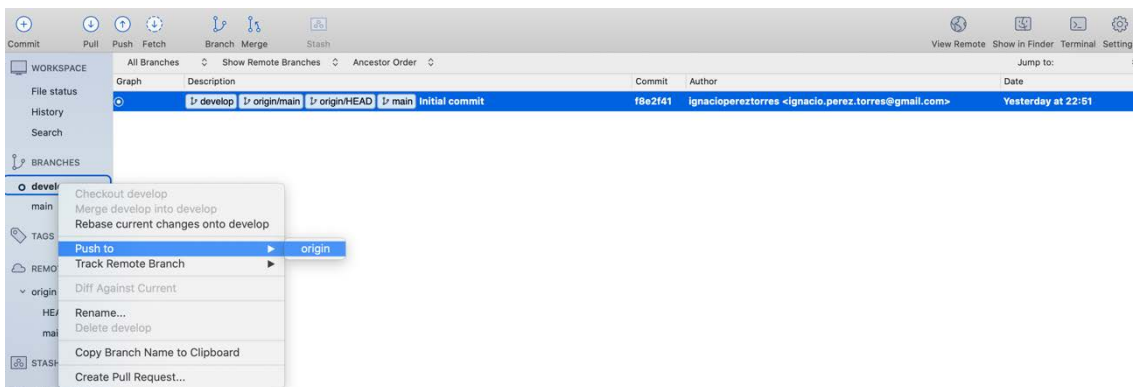 Commit Pull Push Fetch Branch Merge Stash View Remote Show in Finder Terminal Setting
WORKSPACE
File status
History
Search
BRANCHES
main
TAGS
origin
All Branches Show Remote Branches Ancestor Order Jump to:
Graph Description Commit Author Date
develop origin/main origin/HEAD main Initial commit f8e2f41 ignaciopereztorres <ignacio.perez.torres@gmail.com> Yesterday at 22:51
Checkout develop
Merge develop into develop
Rebase current changes onto develop
Push to origin
Track Remote Branch
Diff Against Current
Rename...
Delete develop
Copy Branch Name to Clipboard
Create Pull Request...